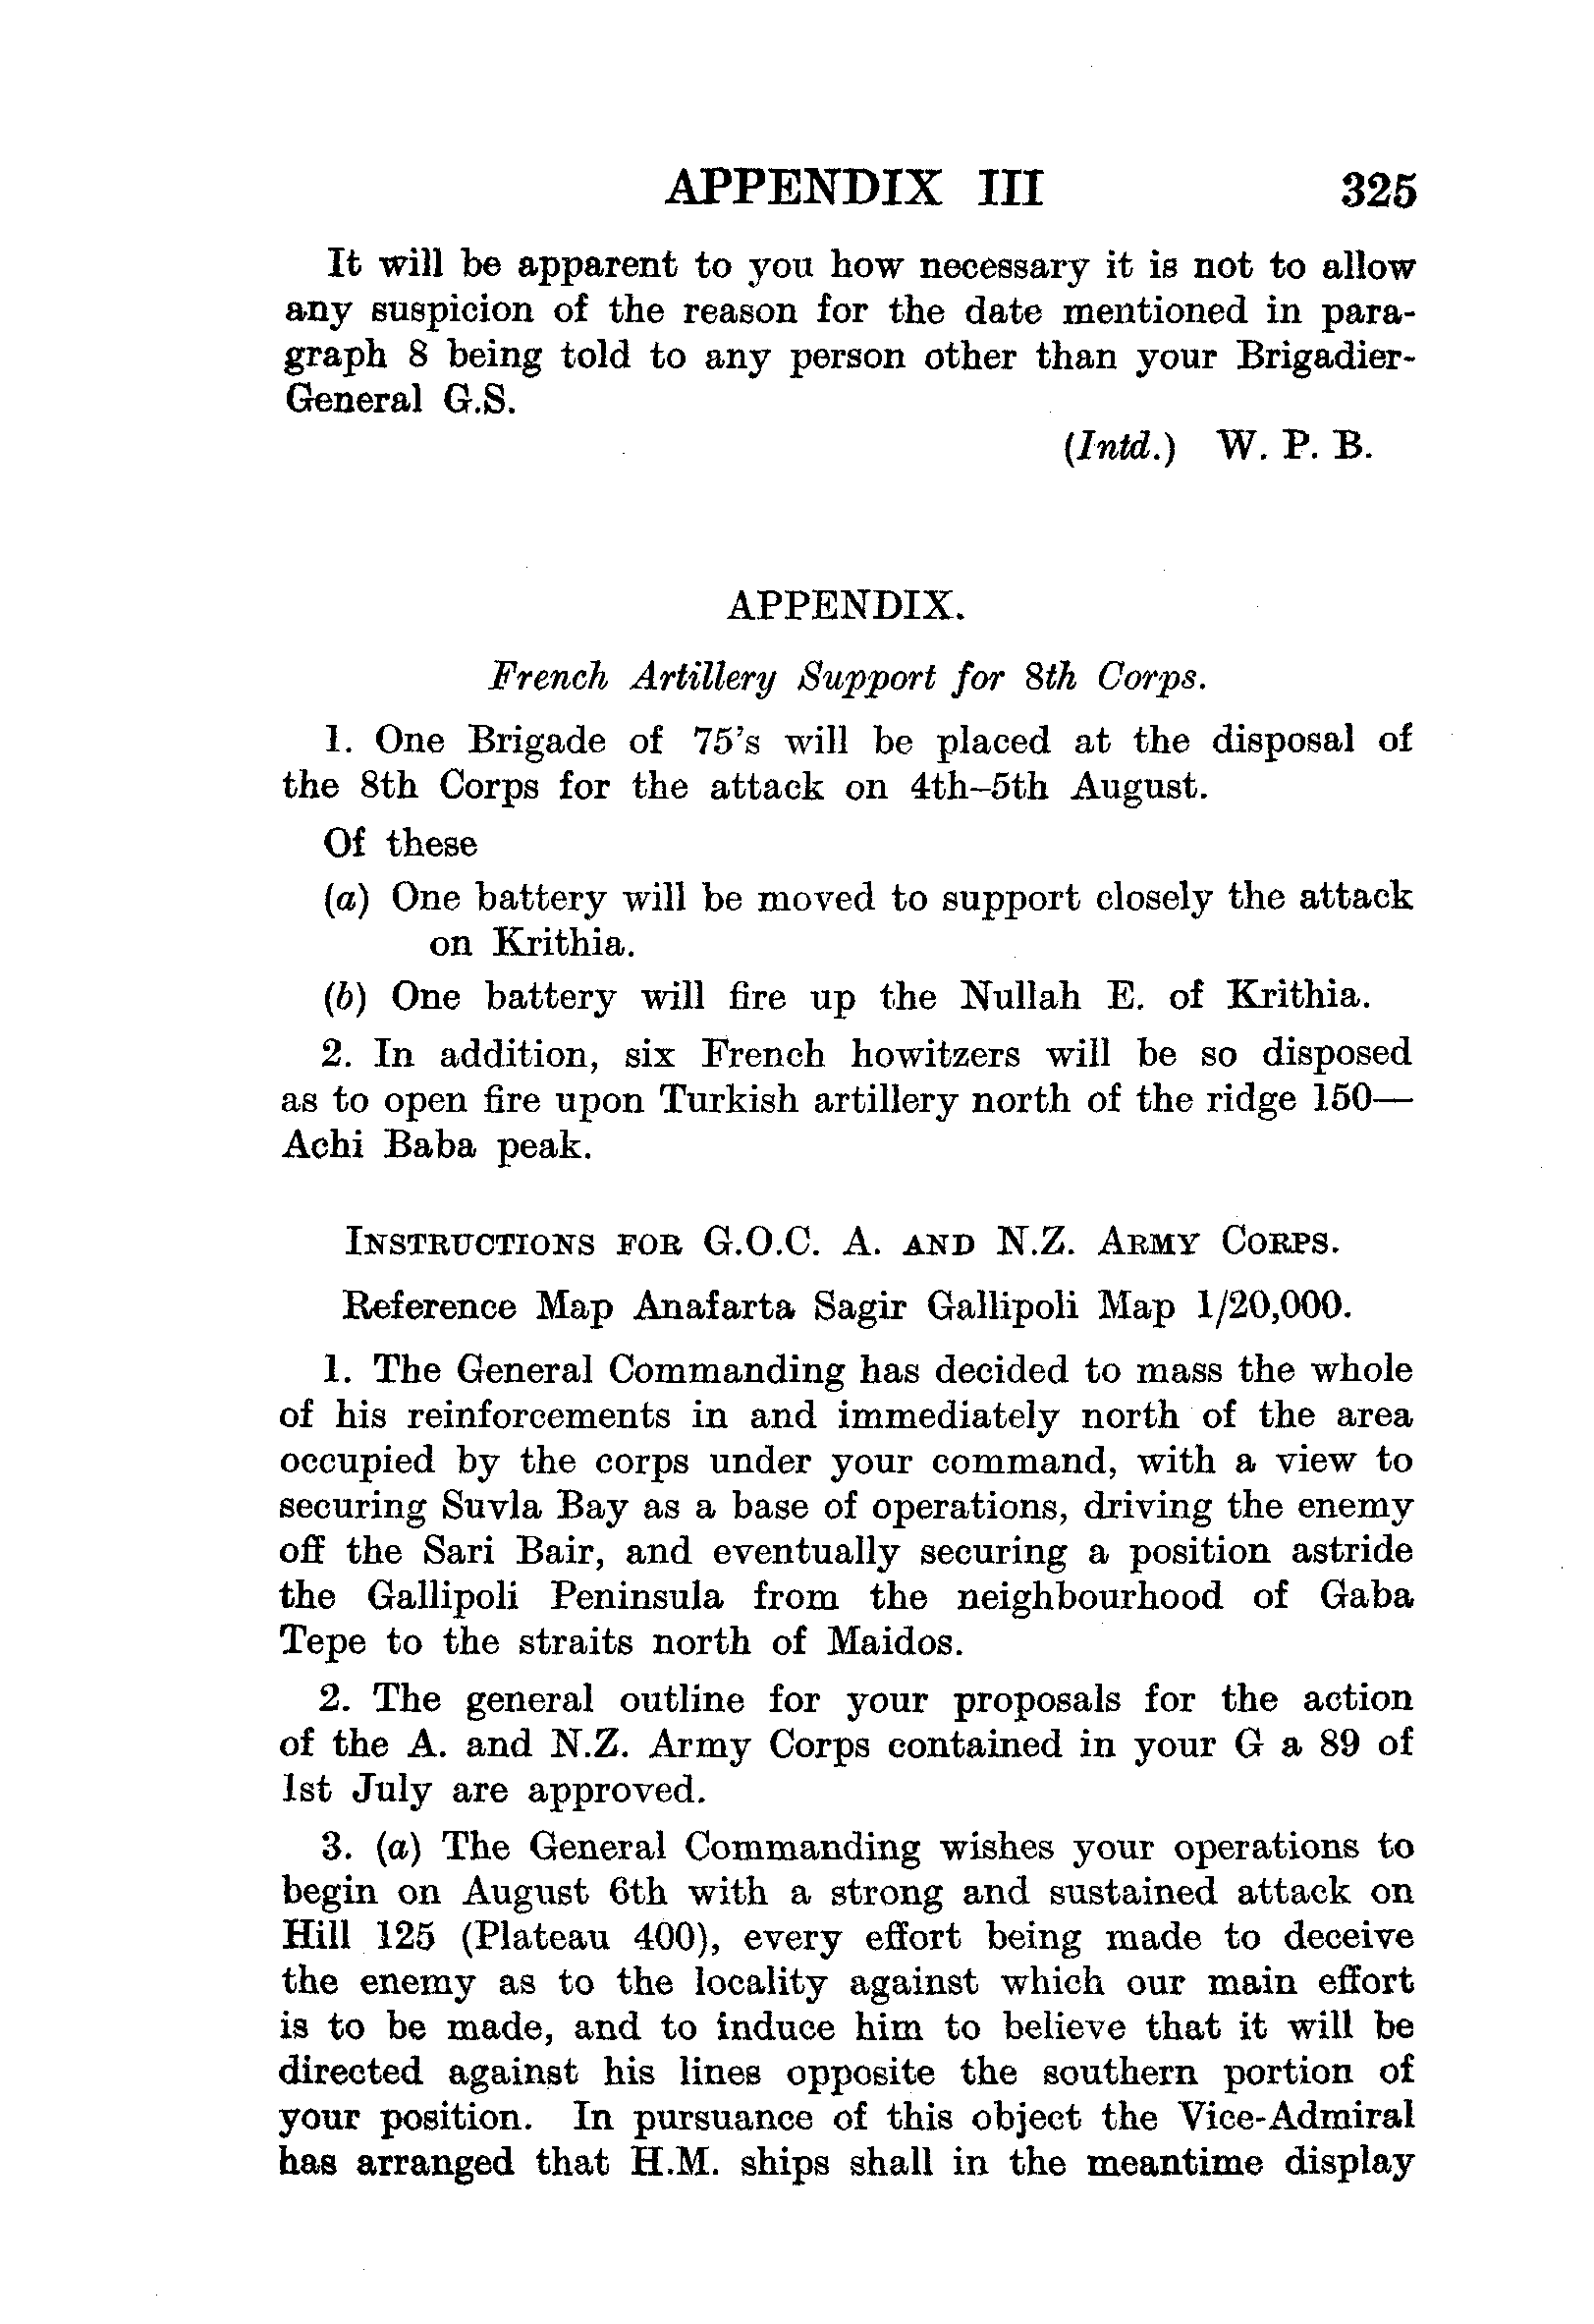 APPENDIX III 325
It will be apparent to you how necessary it is not to allow
any suspicion of the reason for the date mentioned in para-
graph 8 being told to any person other than your Brigadier-
General G.S.
(Intd.) W. P. B.
APPENDIX.
French Artillery Support for 8th Corps.
1. One Brigade of 75's will be placed at the disposal of
the 8th Corps for the attack on 4th–5th August.
Of these
(a) One battery will be moved to support closely the attack
on Krithia.
(b) One battery will fire up the Nullah E. of Krithia.
2. In addition, six French howitzers will be so disposed
as to open fire upon Turkish artillery north of the ridge 150—
Achi Baba peak.
INSTRUCTIONS FOR G.O.C. A. AND N.Z. ARMY CORPS.
Reference Map Anafarta Sagir Gallipoli Map 1/20,000.
1. The General Commanding has decided to mass the whole
of his reinforcements in and immediately north of the area
occupied by the corps under your command, with a view to
securing Suvla Bay as a base of operations, driving the enemy
off the Sari Bair, and eventually securing a position astride
the Gallipoli Peninsula from the neighbourhood of Gaba
Tepe to the straits north of Maidos.
2. The general outline for your proposals for the action
of the A. and N.Z. Army Corps contained in your G a 89 of
1st July are approved.
3. (a) The General Commanding wishes your operations to
begin on August 6th with a strong and sustained attack on
Hill 125 (Plateau 400), every effort being made to deceive
the enemy as to the locality against which our main effort
is to be made, and to induce him to believe that it will be
directed against his lines opposite the southern portion of
your position. In pursuance of this object the Vice-Admiral
has arranged that H.M. ships shall in the meantime display